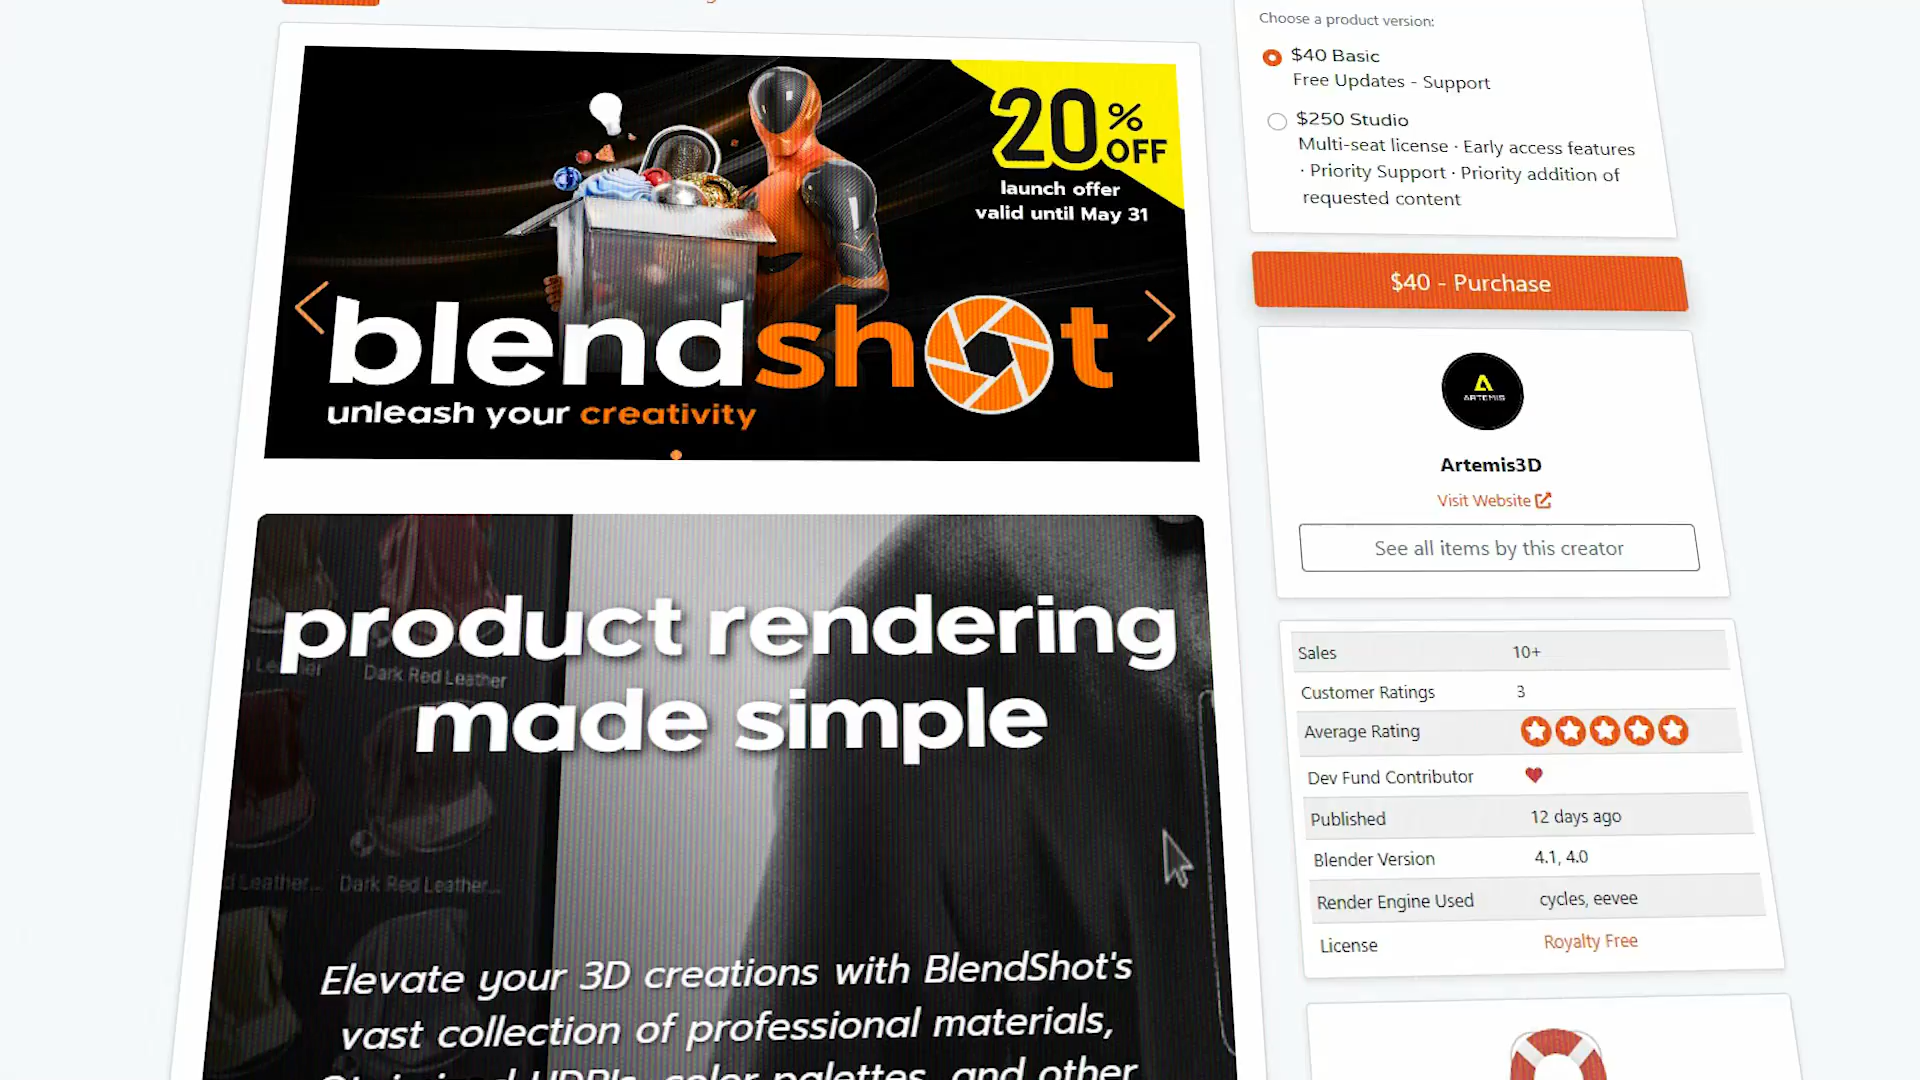 20% OFF
launch offer
valid until May 31
blendshot
unleash your creativity
product rendering
made simple
Dark Red Leather
Dark Red Leather...
Elevate your 3D creations with BlendShot's
vast collection of professional materials,
HDRIs, color palettes, and other
Choose a product version:
$40 Basic
Free Updates - Support
$250 Studio
Multi-seat license · Early access features
· Priority Support · Priority addition of
requested content
$40 - Purchase
ARTEMIS
Artemis3D
Visit Website
See all items by this creator
Sales 10+
Customer Ratings 3
Average Rating
Dev Fund Contributor
Published 12 days ago
Blender Version 4.1, 4.0
Render Engine Used cycles, eevee
License Royalty Free